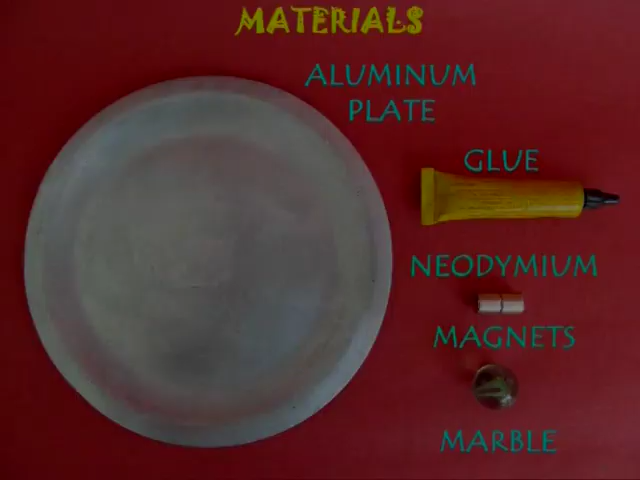 MATERIALS
ALUMINUM
PLATE
GLUE
NEODYMIUM
MAGNETS
MARBLE